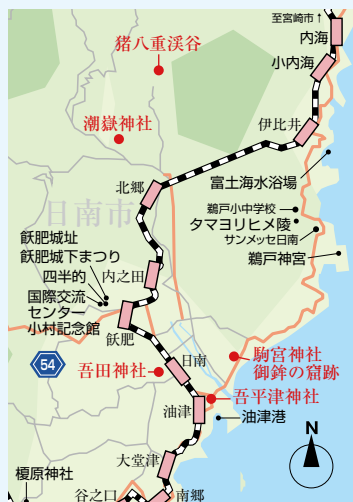 至宮崎市↑
内海
猪八重渓谷
小内海
潮嶽神社
伊比井
北郷
富土海水浴場
鵜戸小中学校
タマヨリヒメ陵
サンメッセ日南
鵜戸神宮
日南市
飫肥城址
飫肥城下まつり
四半的
国際交流
センター
小村記念館
内之田
飫肥
54
日南
駒宮神社
御鉾の窟跡
吾田神社
吾平津神社
油津
油津港
N
大堂津
榎原神社
谷之口
南郷